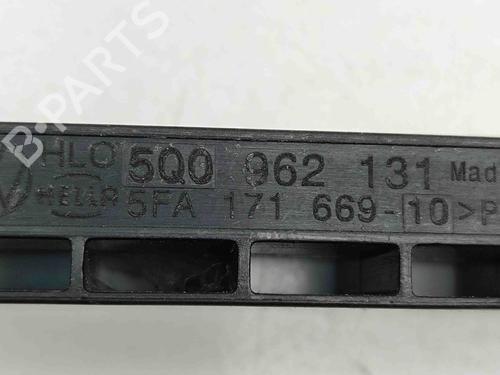 B-PARTS
HLO 5Q0 962 131 Mad
HELLA 5FA 171 669-10 >P